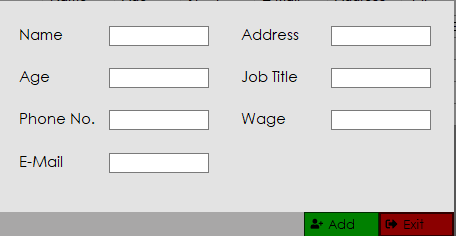 Name
Address
Age
Job Title
Phone No.
Wage
E-Mail
Add
Exit